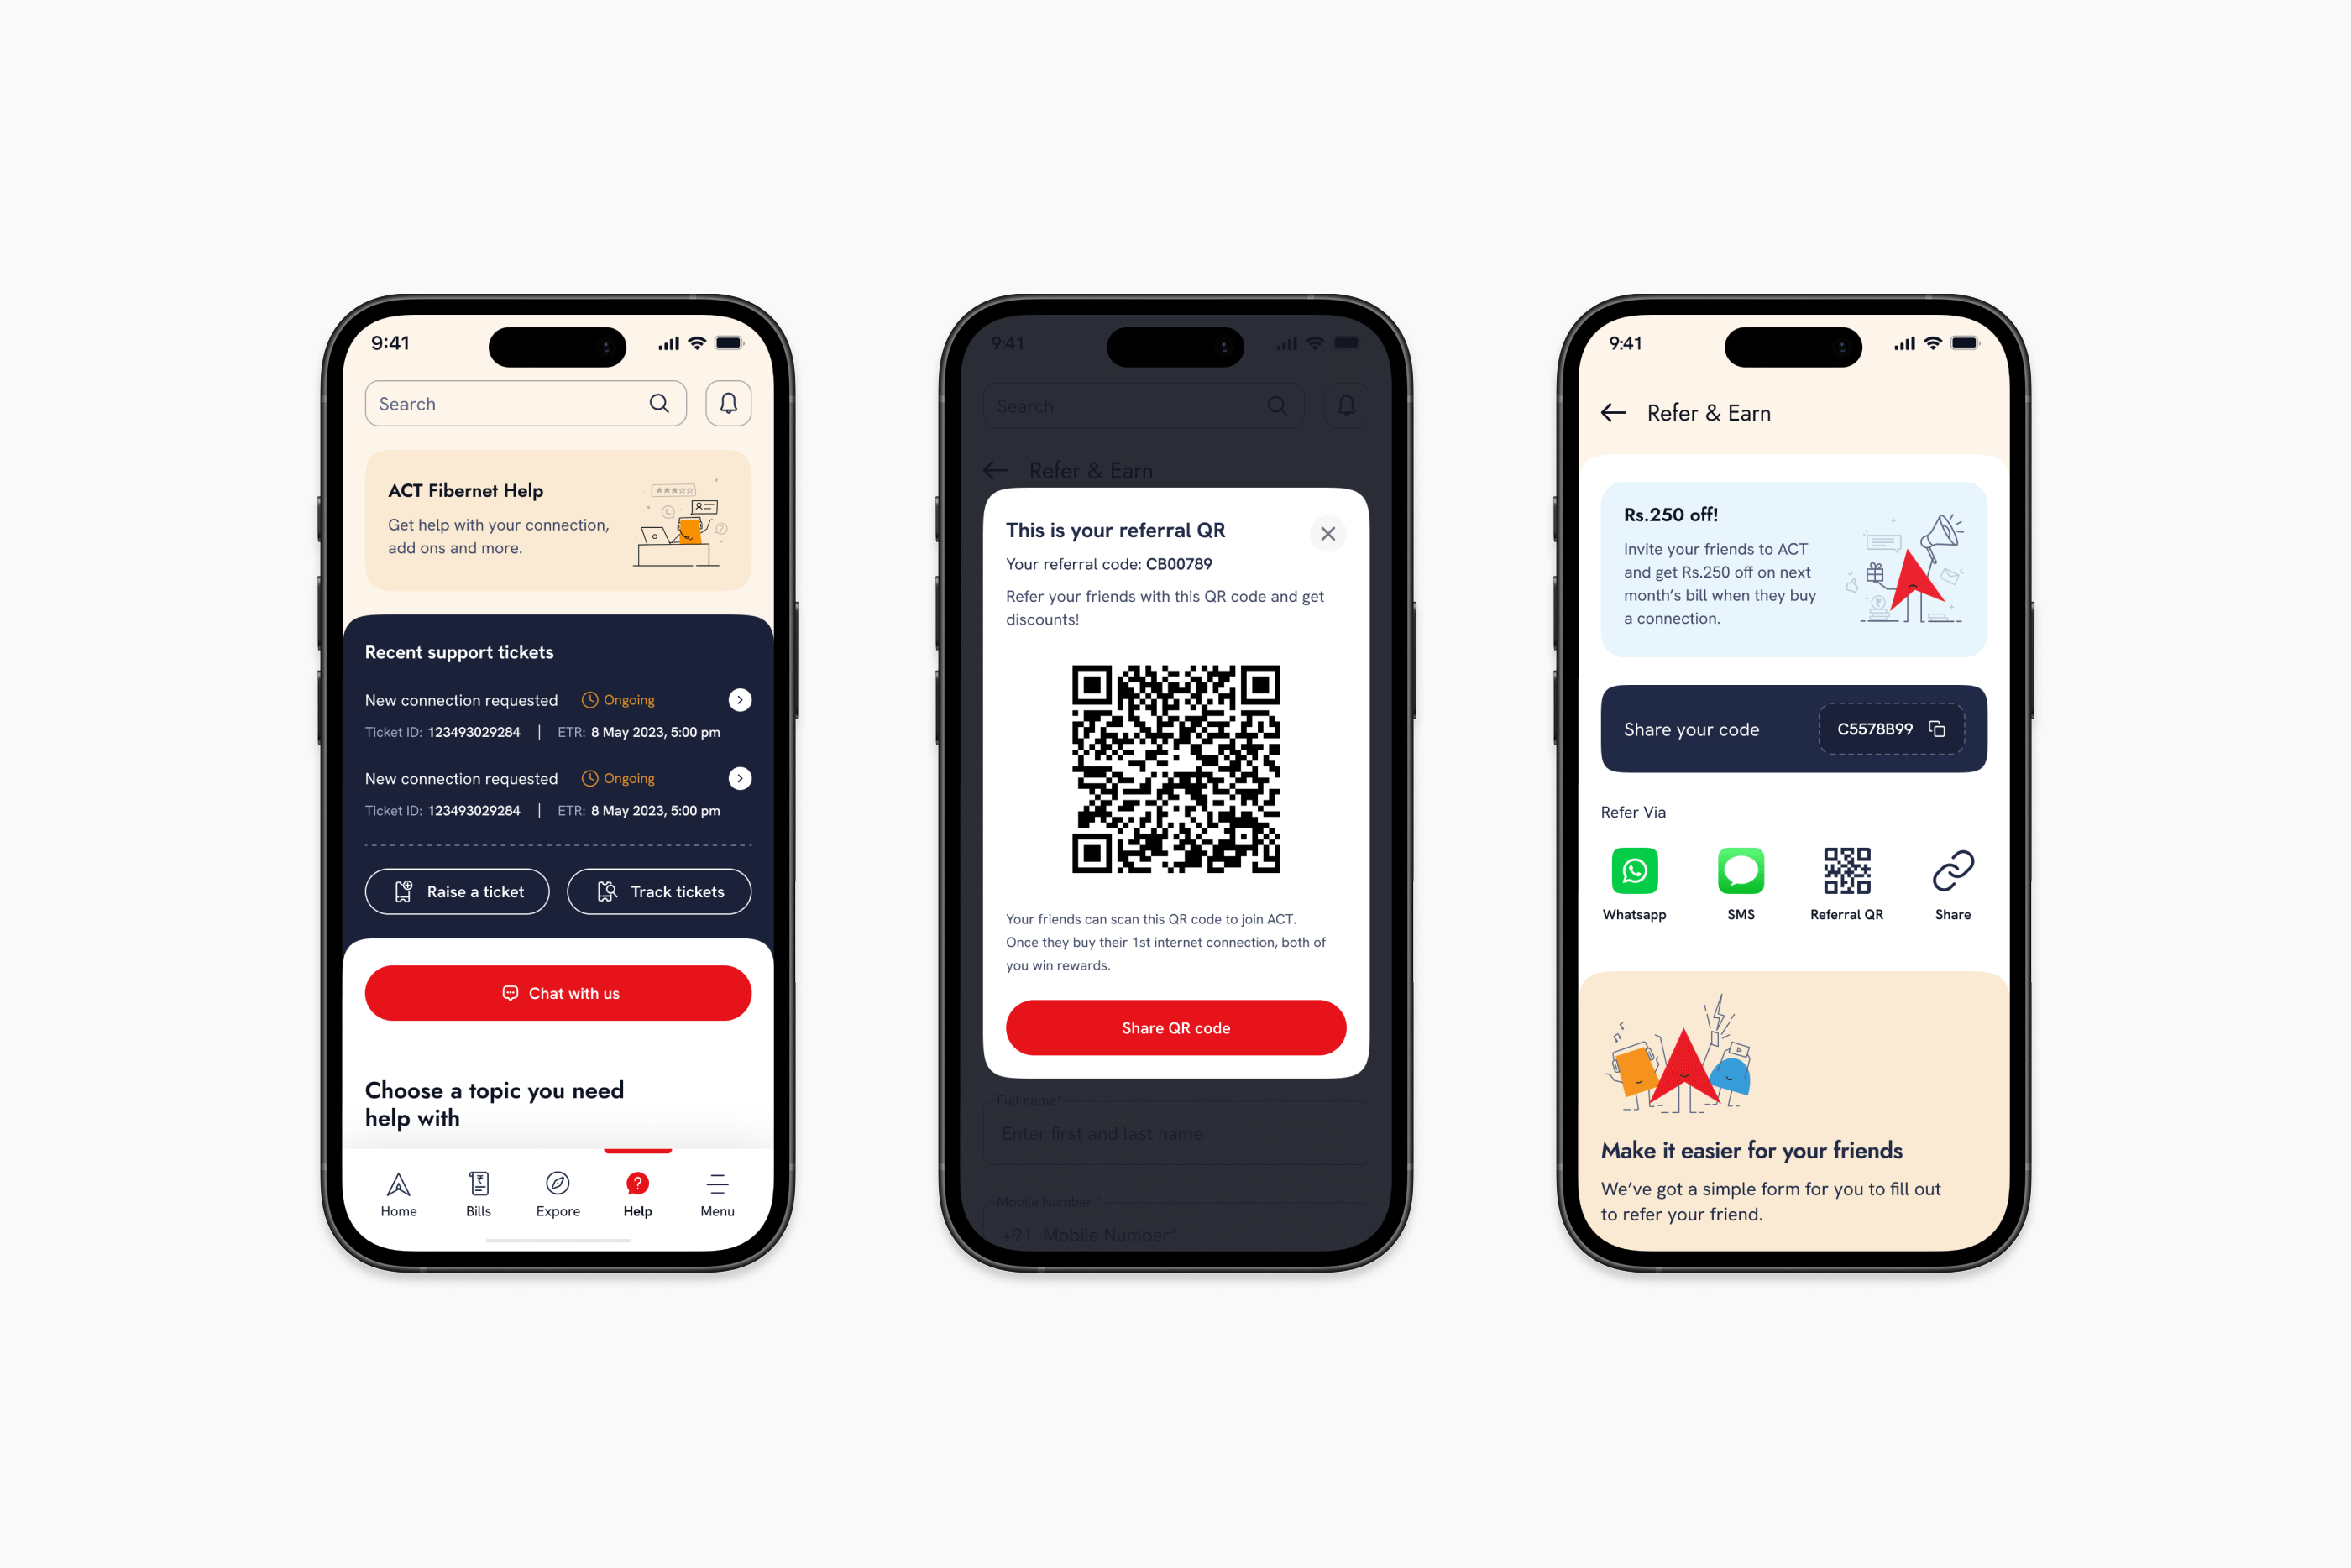 9:41
Search
ACT Fibernet Help
Get help with your connection,
add ons and more.
Recent support tickets
New connection requested Ongoing
Ticket ID: 123493029284 | ETR: 8 May 2023, 5:00 pm
New connection requested Ongoing
Ticket ID: 123493029284 | ETR: 8 May 2023, 5:00 pm
Raise a ticket Track tickets
Chat with us
Choose a topic you need
help with
Home Bills Expore Help Menu
9:41
Search
Refer & Earn
This is your referral QR
Your referral code: CB00789
Refer your friends with this QR code and get
discounts!
Your friends can scan this QR code to join ACT.
Once they buy their 1st internet connection, both of
you win rewards.
Share QR code
Full name*
Enter first and last name
Mobile Number *
+91 Mobile Number*
9:41
Refer & Earn
Rs.250 off!
Invite your friends to ACT
and get Rs.250 off on next
month’s bill when they buy
a connection.
Share your code C5578B99
Refer Via
Whatsapp SMS Referral QR Share
Make it easier for your friends
We’ve got a simple form for you to fill out
to refer your friend.